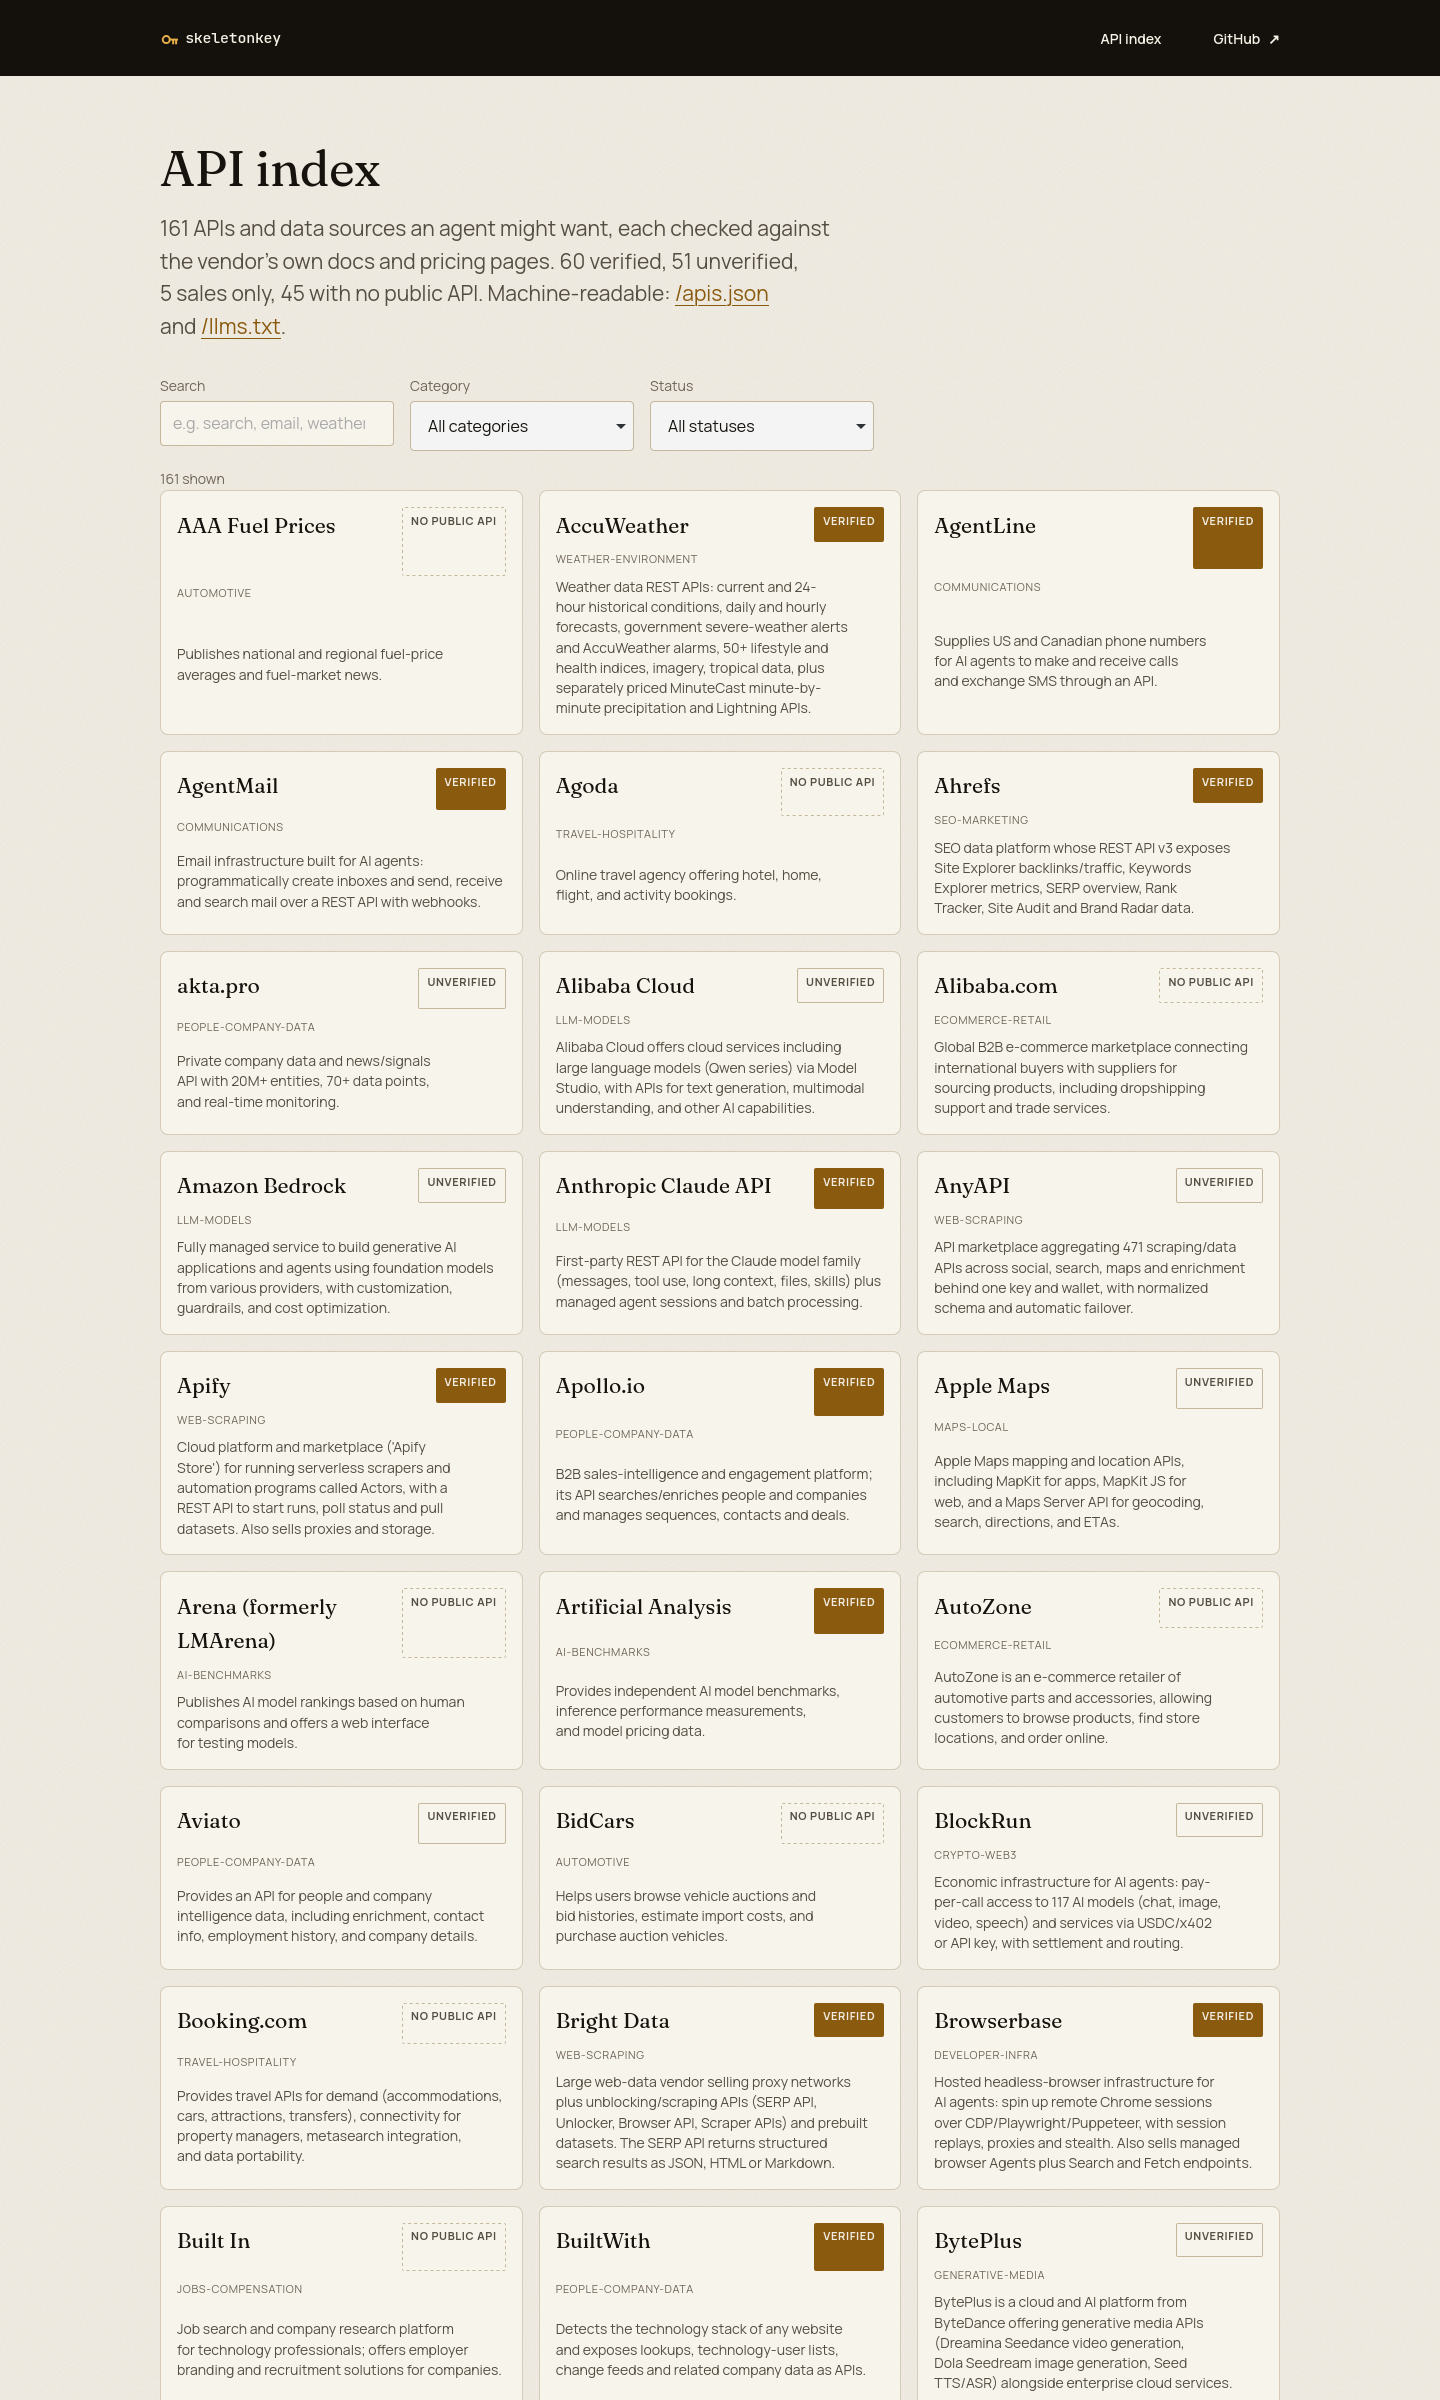 skeletonkey
API index
GitHub ↗
API index
161 APIs and data sources an agent might want, each checked against
the vendor’s own docs and pricing pages. 60 verified, 51 unverified,
5 sales only, 45 with no public API. Machine-readable: /apis.json
and /llms.txt.
Search
Category
Status
e.g. search, email, weather
All categories
All statuses
161 shown
AAA Fuel Prices
NO PUBLIC API
AUTOMOTIVE
Publishes national and regional fuel-price
averages and fuel-market news.
AccuWeather
VERIFIED
WEATHER-ENVIRONMENT
Weather data REST APIs: current and 24-
hour historical conditions, daily and hourly
forecasts, government severe-weather alerts
and AccuWeather alarms, 50+ lifestyle and
health indices, imagery, tropical data, plus
separately priced MinuteCast minute-by-
minute precipitation and Lightning APIs.
AgentLine
VERIFIED
COMMUNICATIONS
Supplies US and Canadian phone numbers
for AI agents to make and receive calls
and exchange SMS through an API.
AgentMail
VERIFIED
COMMUNICATIONS
Email infrastructure built for AI agents:
programmatically create inboxes and send, receive
and search mail over a REST API with webhooks.
Agoda
NO PUBLIC API
TRAVEL-HOSPITALITY
Online travel agency offering hotel, home,
flight, and activity bookings.
Ahrefs
VERIFIED
SEO-MARKETING
SEO data platform whose REST API v3 exposes
Site Explorer backlinks/traffic, Keywords
Explorer metrics, SERP overview, Rank
Tracker, Site Audit and Brand Radar data.
akta.pro
UNVERIFIED
PEOPLE-COMPANY-DATA
Private company data and news/signals
API with 20M+ entities, 70+ data points,
and real-time monitoring.
Alibaba Cloud
UNVERIFIED
LLM-MODELS
Alibaba Cloud offers cloud services including
large language models (Qwen series) via Model
Studio, with APIs for text generation, multimodal
understanding, and other AI capabilities.
Alibaba.com
NO PUBLIC API
ECOMMERCE-RETAIL
Global B2B e-commerce marketplace connecting
international buyers with suppliers for
sourcing products, including dropshipping
support and trade services.
Amazon Bedrock
UNVERIFIED
LLM-MODELS
Fully managed service to build generative AI
applications and agents using foundation models
from various providers, with customization,
guardrails, and cost optimization.
Anthropic Claude API
VERIFIED
LLM-MODELS
First-party REST API for the Claude model family
(messages, tool use, long context, files, skills) plus
managed agent sessions and batch processing.
AnyAPI
UNVERIFIED
WEB-SCRAPING
API marketplace aggregating 471 scraping/data
APIs across social, search, maps and enrichment
behind one key and wallet, with normalized
schema and automatic failover.
Apify
VERIFIED
WEB-SCRAPING
Cloud platform and marketplace ('Apify
Store') for running serverless scrapers and
automation programs called Actors, with a
REST API to start runs, poll status and pull
datasets. Also sells proxies and storage.
Apollo.io
VERIFIED
PEOPLE-COMPANY-DATA
B2B sales-intelligence and engagement platform;
its API searches/enriches people and companies
and manages sequences, contacts and deals.
Apple Maps
UNVERIFIED
MAPS-LOCAL
Apple Maps mapping and location APIs,
including MapKit for apps, MapKit JS for
web, and a Maps Server API for geocoding,
search, directions, and ETAs.
Arena (formerly
LMArena)
NO PUBLIC API
AI-BENCHMARKS
Publishes AI model rankings based on human
comparisons and offers a web interface
for testing models.
Artificial Analysis
VERIFIED
AI-BENCHMARKS
Provides independent AI model benchmarks,
inference performance measurements,
and model pricing data.
AutoZone
NO PUBLIC API
ECOMMERCE-RETAIL
AutoZone is an e-commerce retailer of
automotive parts and accessories, allowing
customers to browse products, find store
locations, and order online.
Aviato
UNVERIFIED
PEOPLE-COMPANY-DATA
Provides an API for people and company
intelligence data, including enrichment, contact
info, employment history, and company details.
BidCars
NO PUBLIC API
AUTOMOTIVE
Helps users browse vehicle auctions and
bid histories, estimate import costs, and
purchase auction vehicles.
BlockRun
UNVERIFIED
CRYPTO-WEB3
Economic infrastructure for AI agents: pay-
per-call access to 117 AI models (chat, image,
video, speech) and services via USDC/x402
or API key, with settlement and routing.
Booking.com
NO PUBLIC API
TRAVEL-HOSPITALITY
Provides travel APIs for demand (accommodations,
cars, attractions, transfers), connectivity for
property managers, metasearch integration,
and data portability.
Bright Data
VERIFIED
WEB-SCRAPING
Large web-data vendor selling proxy networks
plus unblocking/scraping APIs (SERP API,
Unlocker, Browser API, Scraper APIs) and prebuilt
datasets. The SERP API returns structured
search results as JSON, HTML or Markdown.
Browserbase
VERIFIED
DEVELOPER-INFRA
Hosted headless-browser infrastructure for
AI agents: spin up remote Chrome sessions
over CDP/Playwright/Puppeteer, with session
replays, proxies and stealth. Also sells managed
browser Agents plus Search and Fetch endpoints.
Built In
NO PUBLIC API
JOBS-COMPENSATION
Job search and company research platform
for technology professionals; offers employer
branding and recruitment solutions for companies.
BuiltWith
VERIFIED
PEOPLE-COMPANY-DATA
Detects the technology stack of any website
and exposes lookups, technology-user lists,
change feeds and related company data as APIs.
BytePlus
UNVERIFIED
GENERATIVE-MEDIA
BytePlus is a cloud and AI platform from
ByteDance offering generative media APIs
(Dreamina Seedance video generation,
Dola Seedream image generation, Seed
TTS/ASR) alongside enterprise cloud services.